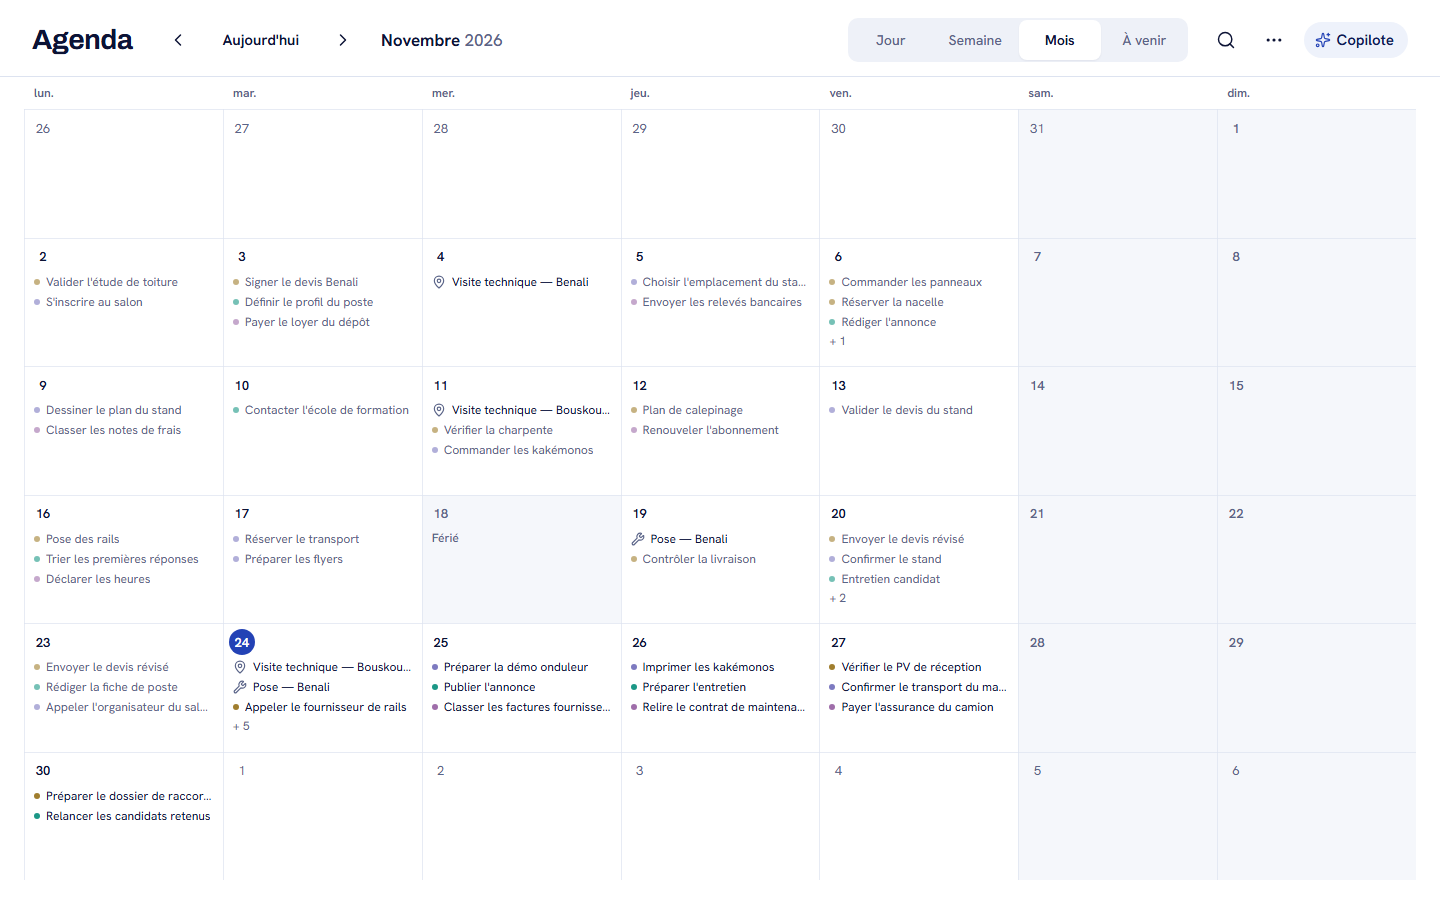 Agenda
Aujourd'hui
Novembre 2026
Jour
Semaine
Mois
À venir
Copilote
lun.
mar.
mer.
jeu.
ven.
sam.
dim.
26
27
28
29
30
31
1
2
Valider l'étude de toiture
S'inscrire au salon
3
Signer le devis Benali
Définir le profil du poste
Payer le loyer du dépôt
4
Visite technique — Benali
5
Choisir l'emplacement du sta...
Envoyer les relevés bancaires
6
Commander les panneaux
Réserver la nacelle
Rédiger l'annonce
+ 1
7
8
9
Dessiner le plan du stand
Classer les notes de frais
10
Contacter l'école de formation
11
Visite technique — Bouskou...
Vérifier la charpente
Commander les kakémonos
12
Plan de calepinage
Renouveler l'abonnement
13
Valider le devis du stand
14
15
16
Pose des rails
Trier les premières réponses
Déclarer les heures
17
Réserver le transport
Préparer les flyers
18
Férié
19
Pose — Benali
Contrôler la livraison
20
Envoyer le devis révisé
Confirmer le stand
Entretien candidat
+ 2
21
22
23
Envoyer le devis révisé
Rédiger la fiche de poste
Appeler l'organisateur du sal...
24
Visite technique — Bouskou...
Pose — Benali
Appeler le fournisseur de rails
+ 5
25
Préparer la démo onduleur
Publier l'annonce
Classer les factures fournisse...
26
Imprimer les kakémonos
Préparer l'entretien
Relire le contrat de maintena...
27
Vérifier le PV de réception
Confirmer le transport du ma...
Payer l'assurance du camion
28
29
30
Préparer le dossier de raccor...
Relancer les candidats retenus
1
2
3
4
5
6